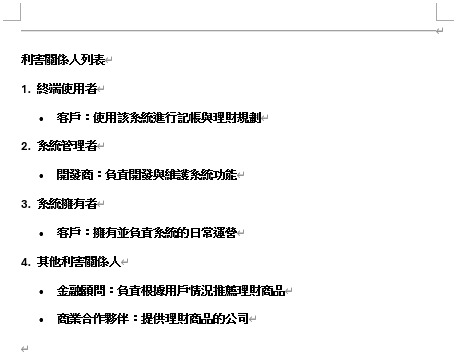 利害關係人列表
1. 終端使用者
• 客戶：使用該系統進行記帳與理財規劃
2. 系統管理者
• 開發商：負責開發與維護系統功能
3. 系統擁有者
• 客戶：擁有並負責系統的日常運營
4. 其他利害關係人
• 金融顧問：負責根據用戶情況推薦理財商品
• 商業合作夥伴：提供理財商品的公司